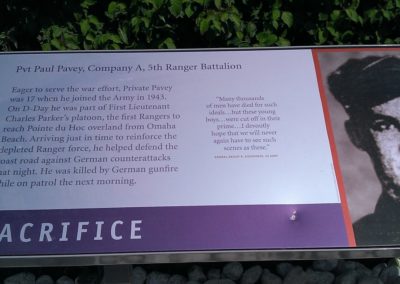 Pvt Paul Pavey, Company A, 5th Ranger Battalion
Eager to serve the war effort, Private Pavey
was 17 when he joined the Army in 1943.
On D-Day he was part of First Lieutenant
Charles Parker's platoon, the first Rangers to
reach Pointe du Hoc overland from Omaha
Beach. Arriving just in time to reinforce the
depleted Ranger force, he helped defend the
oast road against German counterattacks
hat night. He was killed by German gunfire
hile on patrol the next morning.
"Many thousands
of men have died for such
ideals...but these young
boys...were cut off in their
prime....I devoutly
hope that we will never
again have to see such
scenes as these."
ACRIFICE